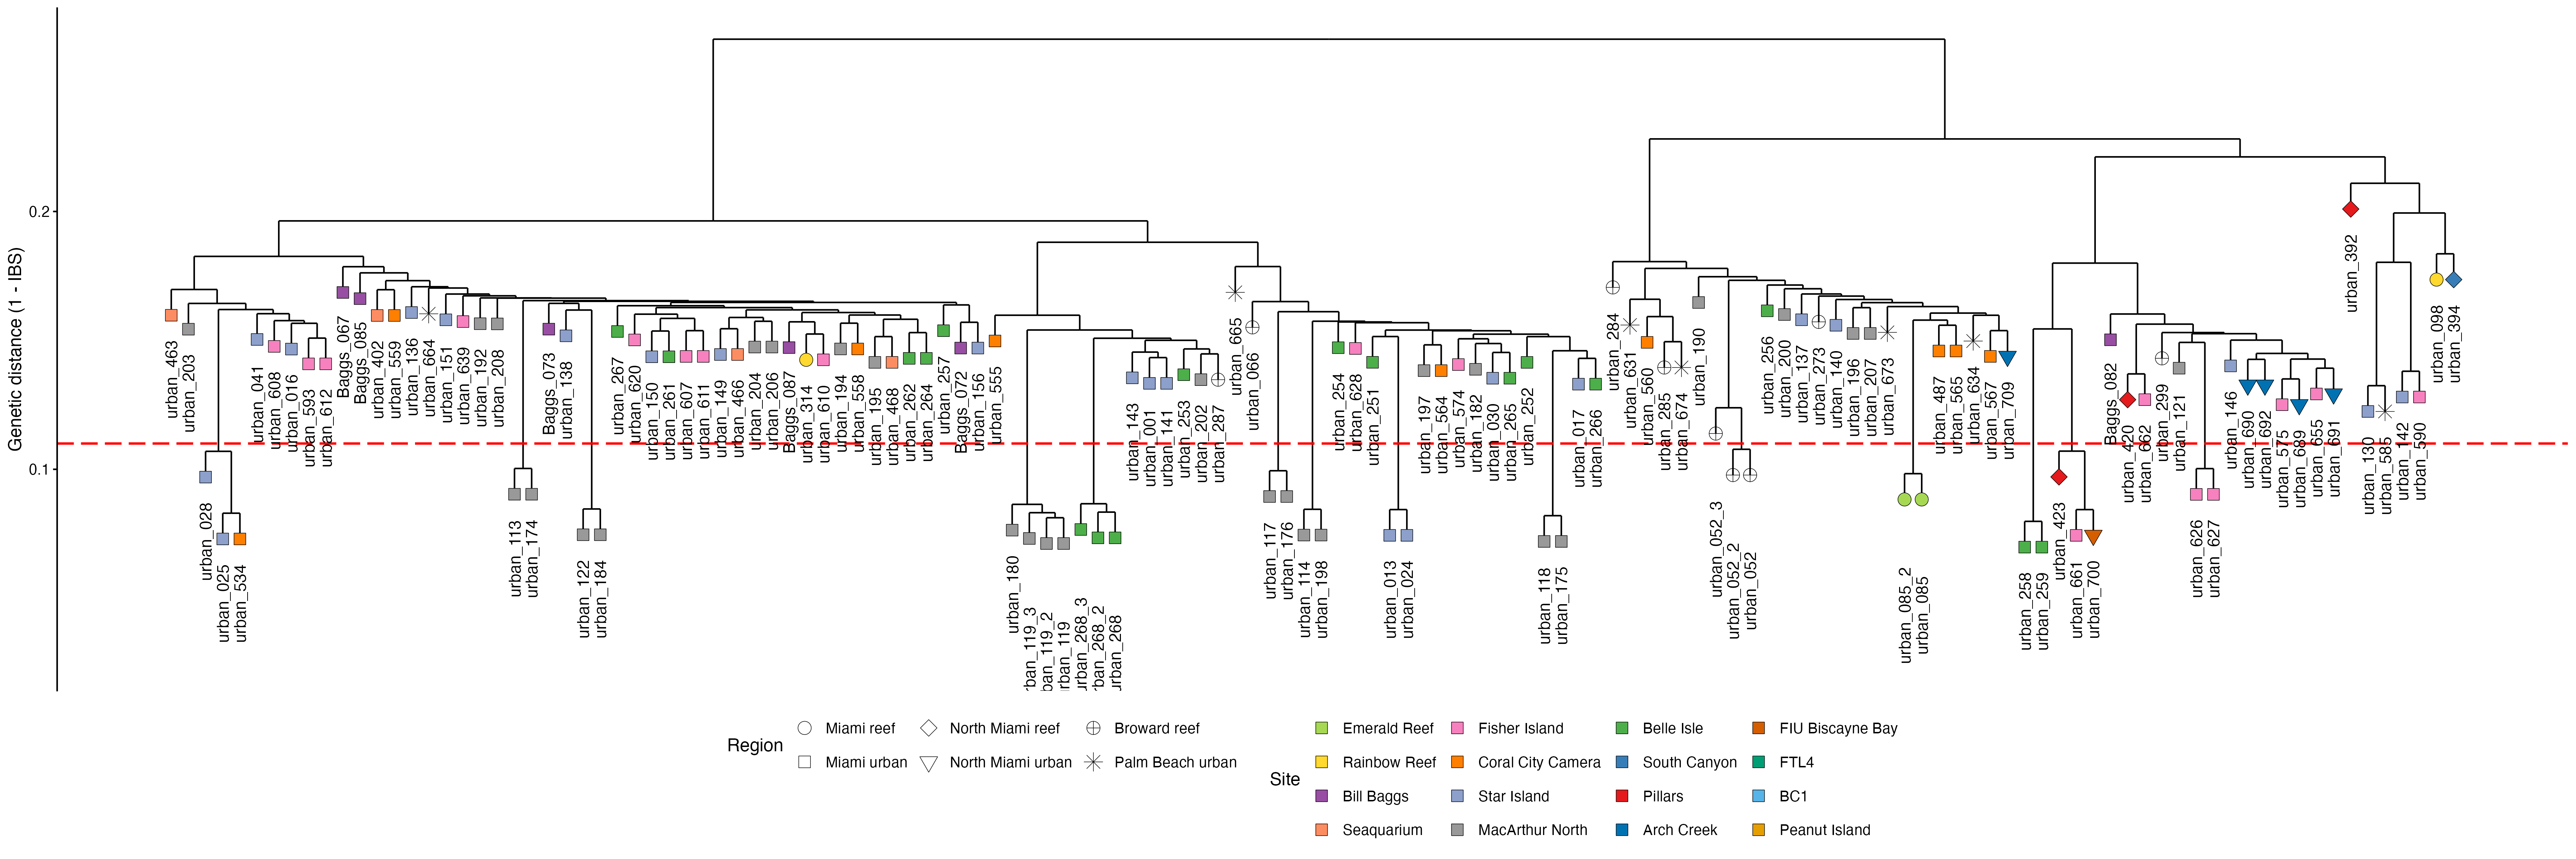 Genetic distance (1 - IBS)
0.2
0.1
urban_463
urban_203
urban_028
urban_025
urban_534
urban_041
urban_608
urban_016
urban_593
urban_612
Baggs_067
Baggs_085
urban_402
urban_559
urban_136
urban_664
urban_151
urban_639
urban_192
urban_208
urban_113
urban_174
Baggs_073
urban_138
urban_122
urban_184
urban_267
urban_620
urban_150
urban_261
urban_607
urban_611
urban_149
urban_466
urban_204
urban_206
Baggs_087
urban_314
urban_610
urban_194
urban_558
urban_195
urban_468
urban_262
urban_264
urban_257
Baggs_072
urban_156
urban_555
urban_180
rban_119_3
ban_119_2
rban_119
urban_268_3
rban_268_2
urban_268
urban_143
urban_001
urban_141
urban_253
urban_202
urban_287
urban_665
urban_066
urban_117
urban_176
urban_114
urban_198
urban_254
urban_628
urban_251
urban_013
urban_024
urban_197
urban_564
urban_574
urban_182
urban_030
urban_265
urban_252
urban_118
urban_175
urban_017
urban_266
urban_284
urban_631
urban_560
urban_285
urban_674
urban_190
urban_052_3
urban_052_2
urban_052
urban_256
urban_200
urban_137
urban_273
urban_140
urban_196
urban_207
urban_673
urban_085_2
urban_085
urban_487
urban_565
urban_634
urban_567
urban_709
urban_258
urban_259
urban_423
urban_661
urban_700
Baggs_082
urban_420
urban_662
urban_299
urban_121
urban_626
urban_627
urban_146
urban_690
urban_692
urban_575
urban_689
urban_655
urban_691
urban_392
urban_130
urban_585
urban_142
urban_590
urban_098
urban_394
Region
Miami reef
North Miami reef
Broward reef
Miami urban
North Miami urban
Palm Beach urban
Site
Emerald Reef
Fisher Island
Belle Isle
FIU Biscayne Bay
Rainbow Reef
Coral City Camera
South Canyon
FTL4
Bill Baggs
Star Island
Pillars
BC1
Seaquarium
MacArthur North
Arch Creek
Peanut Island